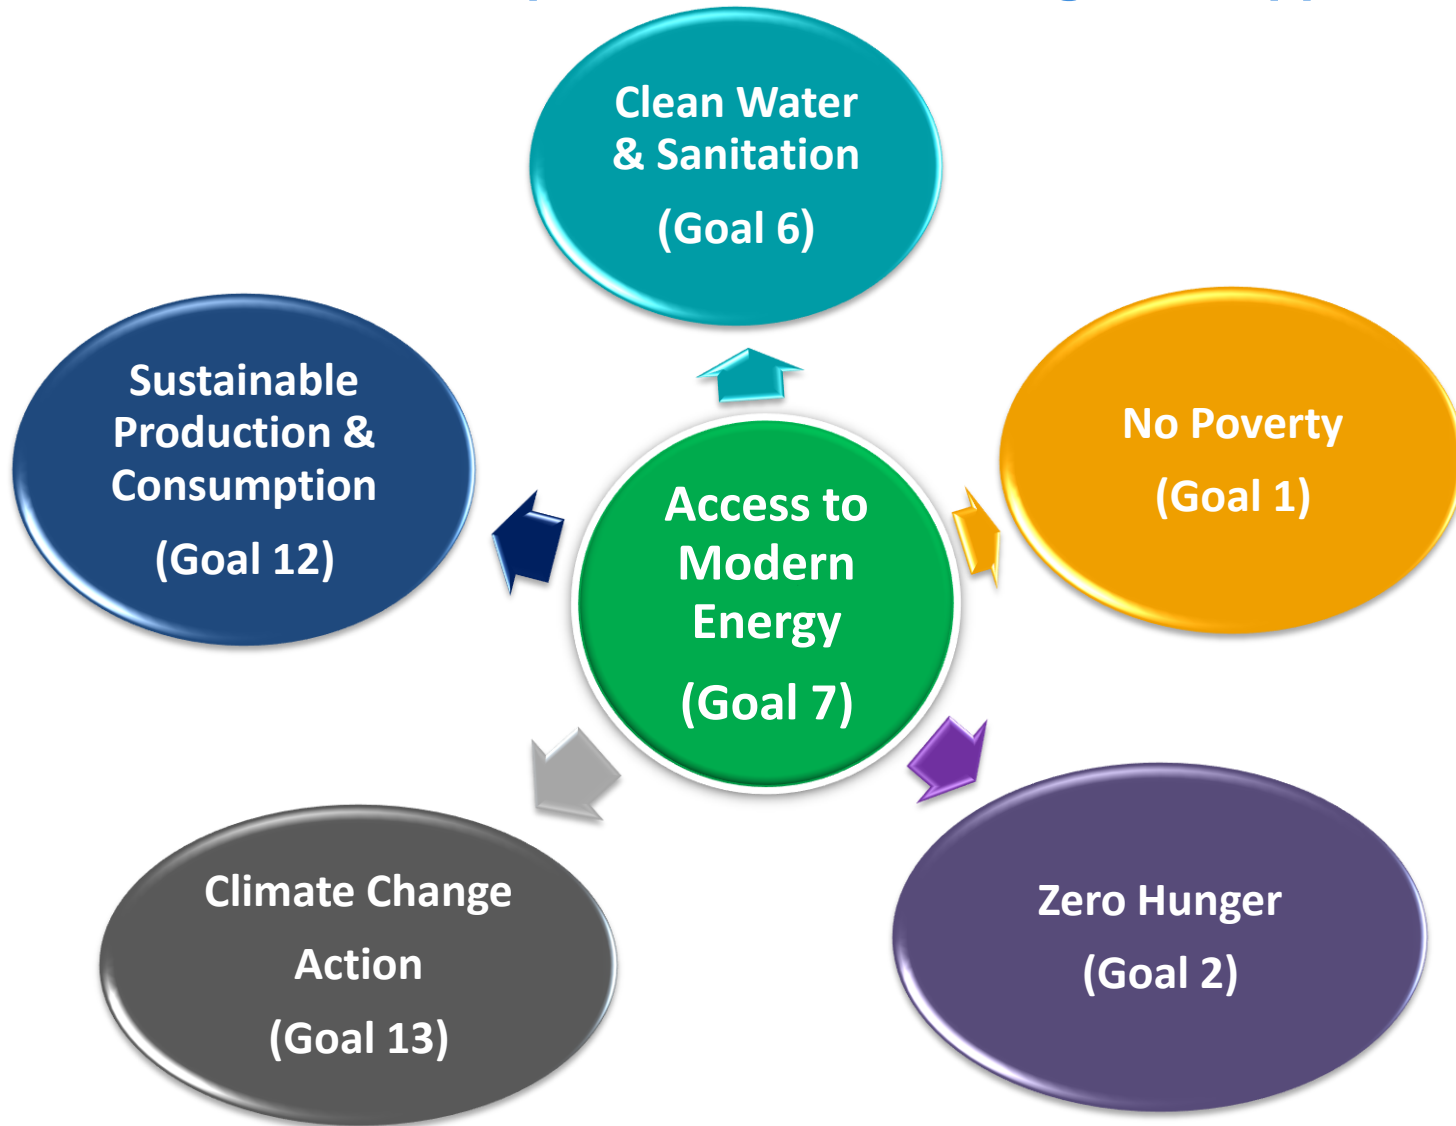 Clean Water
& Sanitation
(Goal 6)
No Poverty
(Goal 1)
Sustainable
Production &
Consumption
(Goal 12)
Access to
Modern
Energy
(Goal 7)
Zero Hunger
(Goal 2)
Climate Change
Action
(Goal 13)